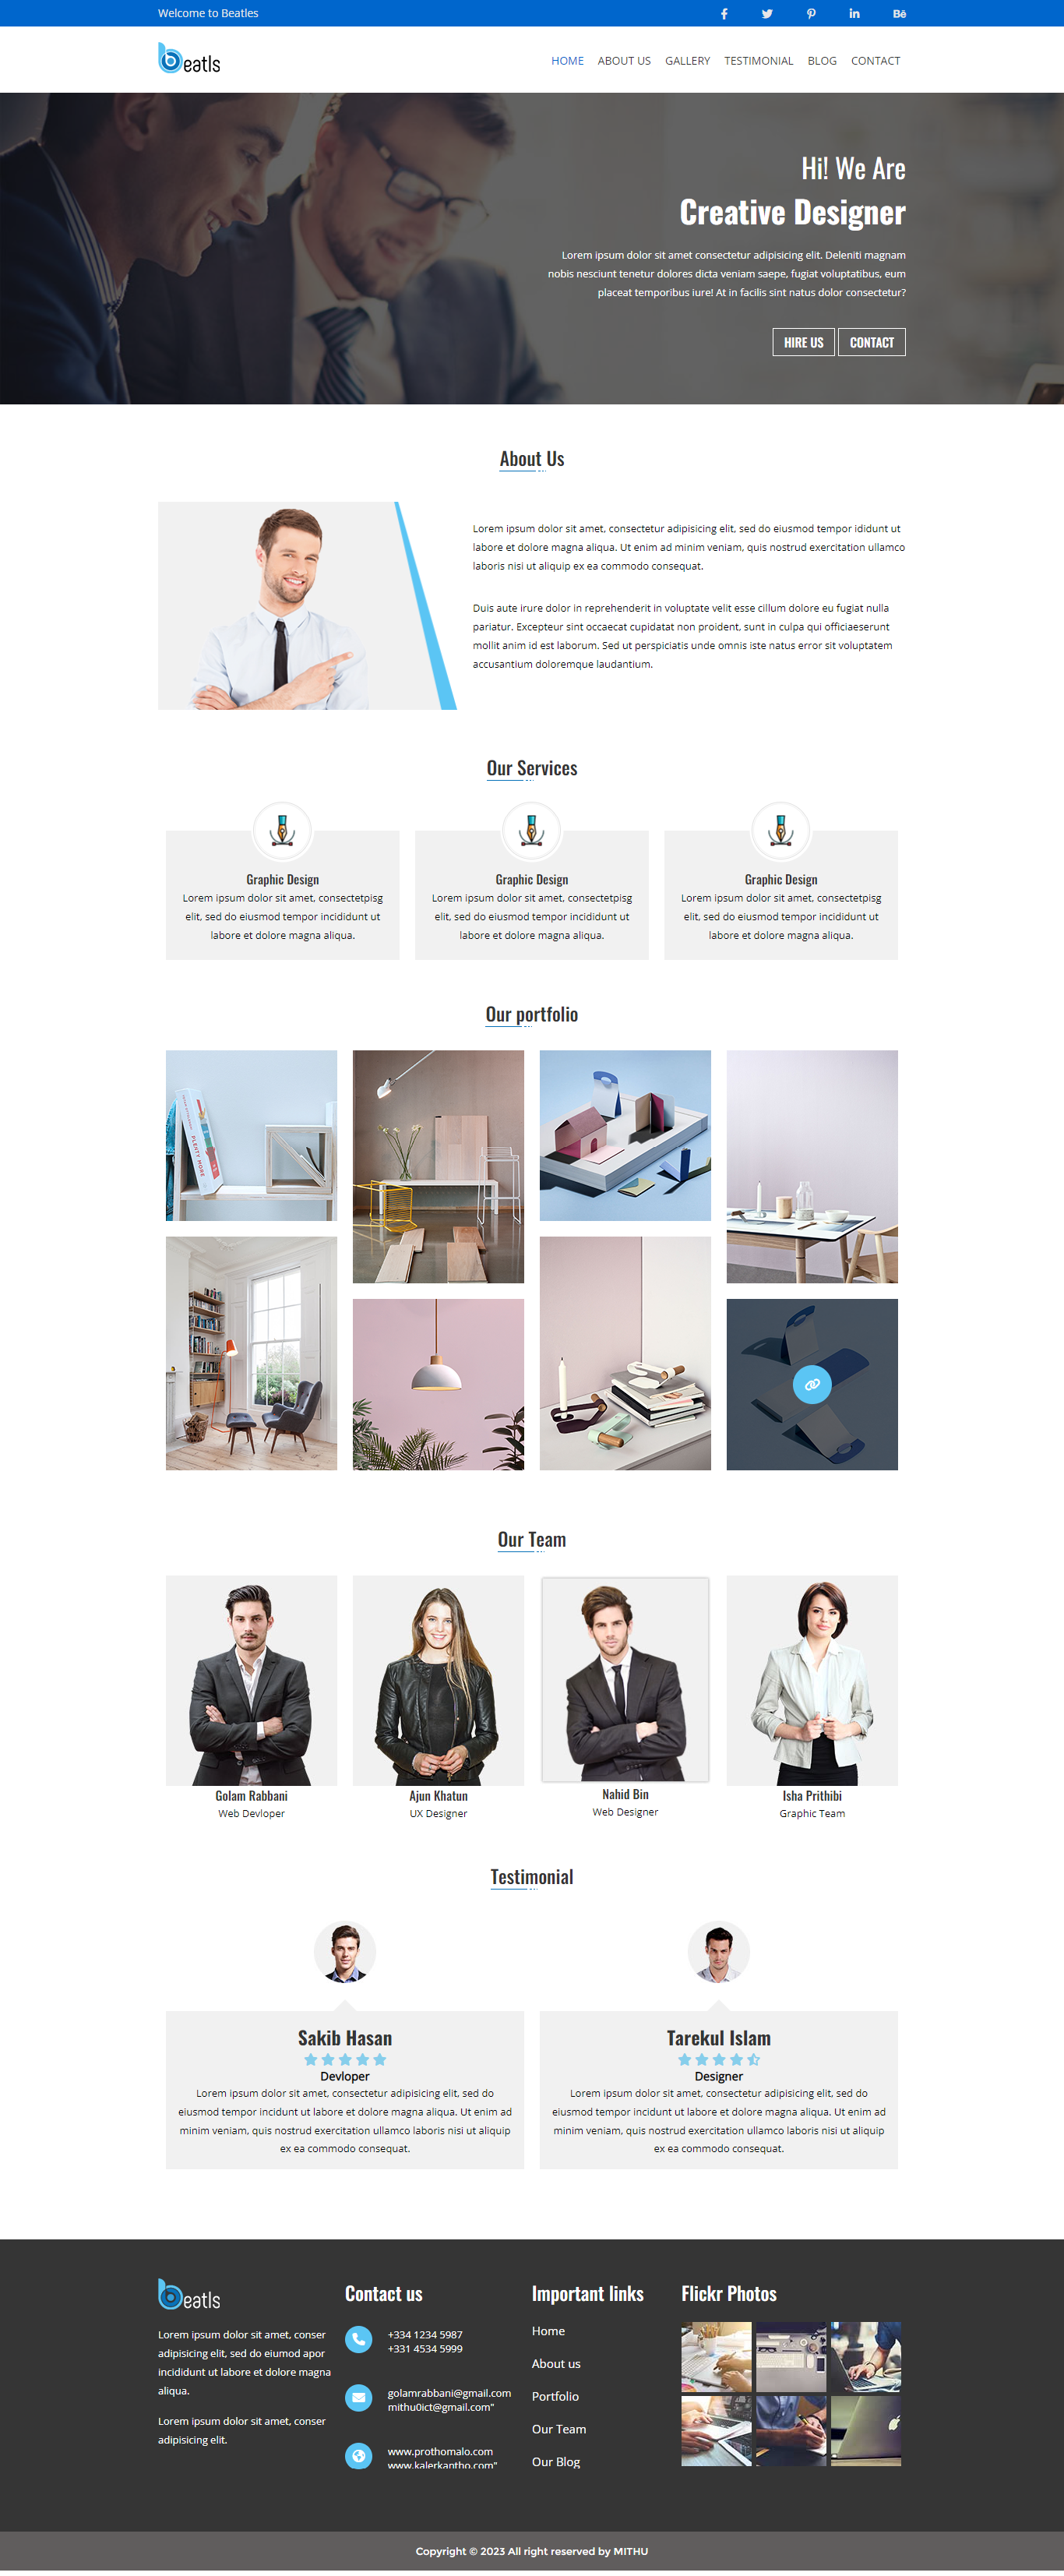 Welcome to Beatles
beatls
HOME ABOUT US GALLERY TESTIMONIAL BLOG CONTACT
Hi! We Are
Creative Designer
Lorem ipsum dolor sit amet consectetur adipisicing elit. Deleniti magnam
nobis nesciunt tenetur dolores dicta veniam saepe, fugiat voluptatibus, eum
placeat temporibus iure! At in facilis sint natus dolor consectetur?
HIRE US CONTACT
About Us
Lorem ipsum dolor sit amet, consectetur adipisicing elit, sed do eiusmod tempor ididunt ut
labore et dolore magna aliqua. Ut enim ad minim veniam, quis nostrud exercitation ullamco
laboris nisi ut aliquip ex ea commodo consequat.
Duis aute irure dolor in reprehenderit in voluptate velit esse cillum dolore eu fugiat nulla
pariatur. Excepteur sint occaecat cupidatat non proident, sunt in culpa qui officiaeserunt
mollit anim id est laborum. Sed ut perspiciatis unde omnis iste natus error sit voluptatem
accusantium doloremque laudantium.
Our Services
Graphic Design
Lorem ipsum dolor sit amet, consectetpisg
elit, sed do eiusmod tempor incididunt ut
labore et dolore magna aliqua.
Graphic Design
Lorem ipsum dolor sit amet, consectetpisg
elit, sed do eiusmod tempor incididunt ut
labore et dolore magna aliqua.
Graphic Design
Lorem ipsum dolor sit amet, consectetpisg
elit, sed do eiusmod tempor incididunt ut
labore et dolore magna aliqua.
Our portfolio
PLENTY MORE
Our Team
Golam Rabbani
Web Devloper
Ajun Khatun
UX Designer
Nahid Bin
Web Designer
Isha Prithibi
Graphic Team
Testimonial
Sakib Hasan
Devloper
Lorem ipsum dolor sit amet, consectetur adipisicing elit, sed do
eiusmod tempor incidunt ut labore et dolore magna aliqua. Ut enim ad
minim veniam, quis nostrud exercitation ullamco laboris nisi ut aliquip
ex ea commodo consequat.
Tarekul Islam
Designer
Lorem ipsum dolor sit amet, consectetur adipisicing elit, sed do
eiusmod tempor incidunt ut labore et dolore magna aliqua. Ut enim ad
minim veniam, quis nostrud exercitation ullamco laboris nisi ut aliquip
ex ea commodo consequat.
beatls
Lorem ipsum dolor sit amet, conser
adipisicing elit, sed do eiumod apor
incididunt ut labore et dolore magna
aliqua.
Lorem ipsum dolor sit amet, conser
adipisicing elit.
Contact us
+334 1234 5987
+331 4534 5999
golamrabbani@gmail.com
mithu0ict@gmail.com"
www.prothomalo.com
www.kalerkantho.com"
Important links
Home
About us
Portfolio
Our Team
Our Blog
Flickr Photos
Copyright © 2023 All right reserved by MITHU